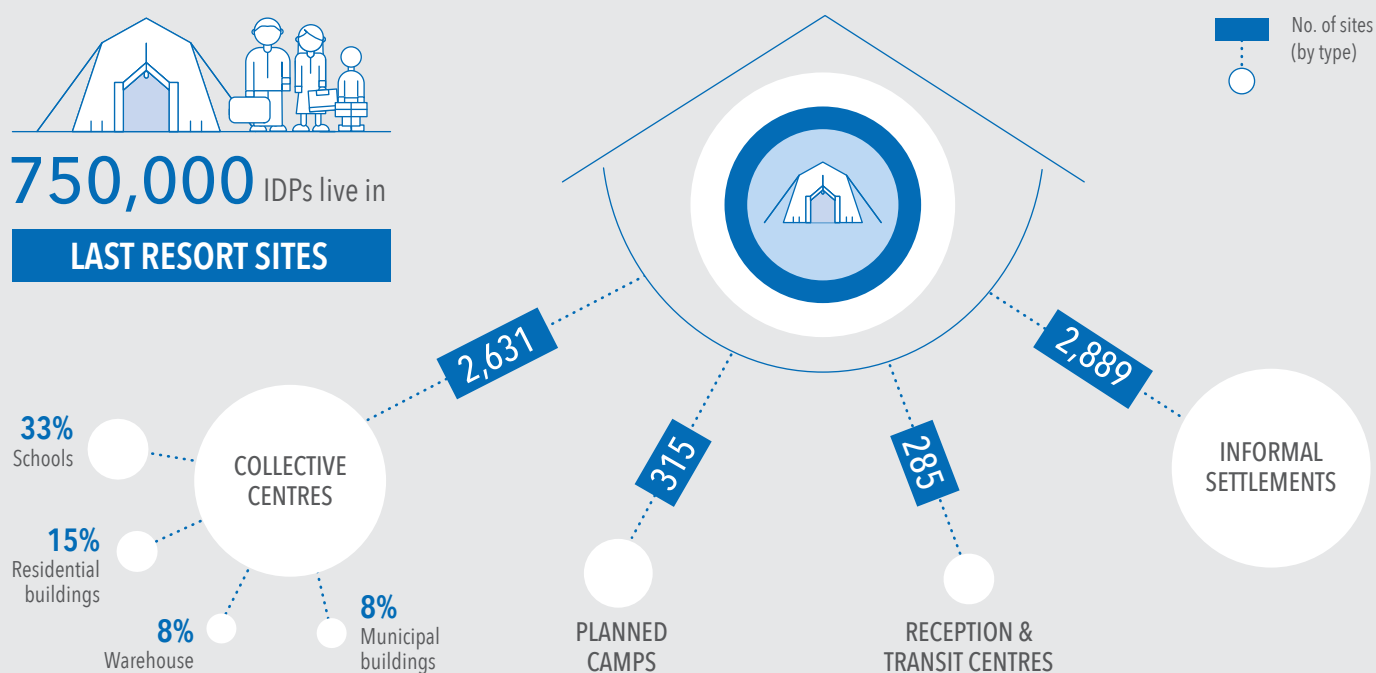 No. of sites
(by type)
750,000 IDPs live in
LAST RESORT SITES
2,631
315
285
2,889
COLLECTIVE
CENTRES
33%
Schools
15%
Residential
buildings
8%
Warehouse
8%
Municipal
buildings
PLANNED
CAMPS
RECEPTION &
TRANSIT CENTRES
INFORMAL
SETTLEMENTS